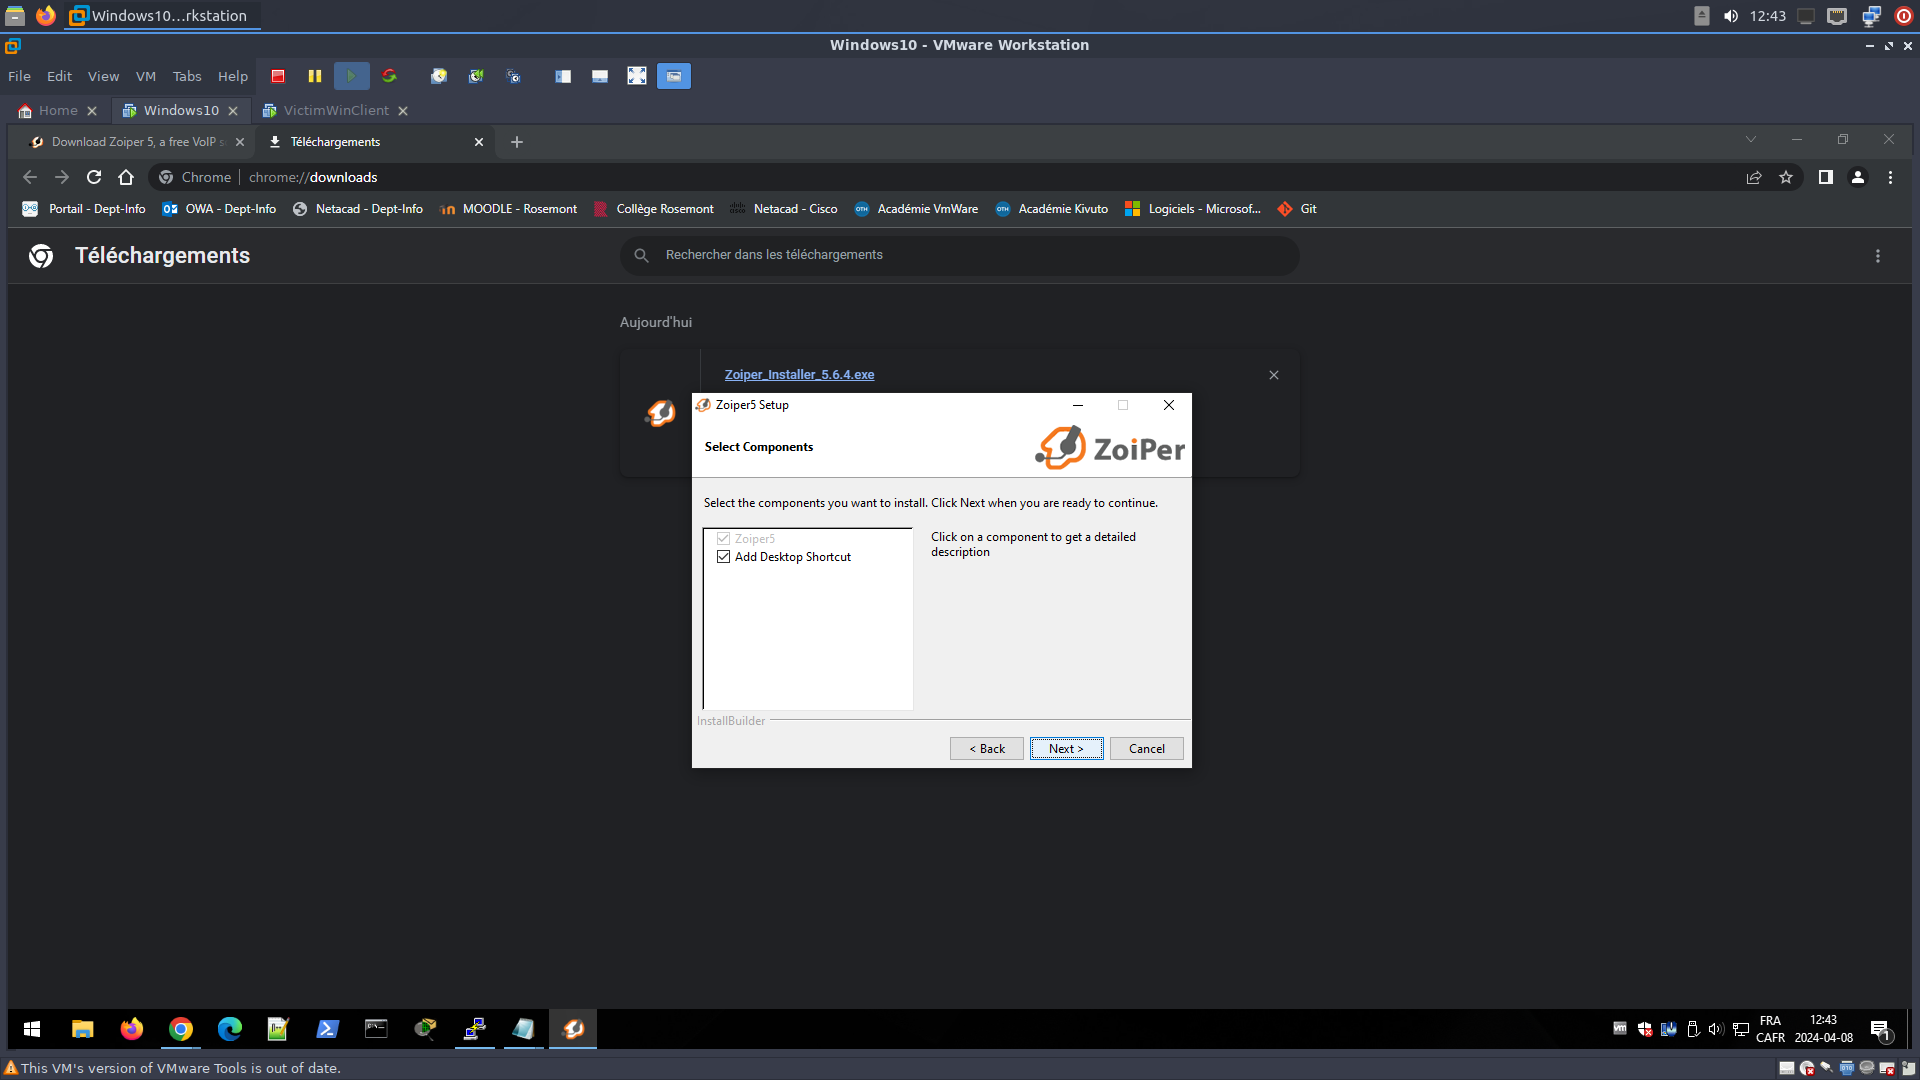 Windows10...rkstation
12:43
Windows10 - VMware Workstation
File Edit View VM Tabs Help
Home Windows10 VictimWinClient
Download Zoiper 5, a free VoIP s Téléchargements
Chrome chrome://downloads
Portail - Dept-Info OWA - Dept-Info Netacad - Dept-Info MOODLE - Rosemont Collège Rosemont Netacad - Cisco Académie VmWare Académie Kivuto Logiciels - Microsof... Git
Téléchargements
Rechercher dans les téléchargements
Aujourd'hui
Zoiper_Installer_5.6.4.exe
Zoiper5 Setup
Select Components
ZoiPer
Select the components you want to install. Click Next when you are ready to continue.
Zoiper5
Add Desktop Shortcut
Click on a component to get a detailed
description
InstallBuilder
< Back Next > Cancel
FRA
CAFR
12:43
2024-04-08
1
This VM's version of VMware Tools is out of date.